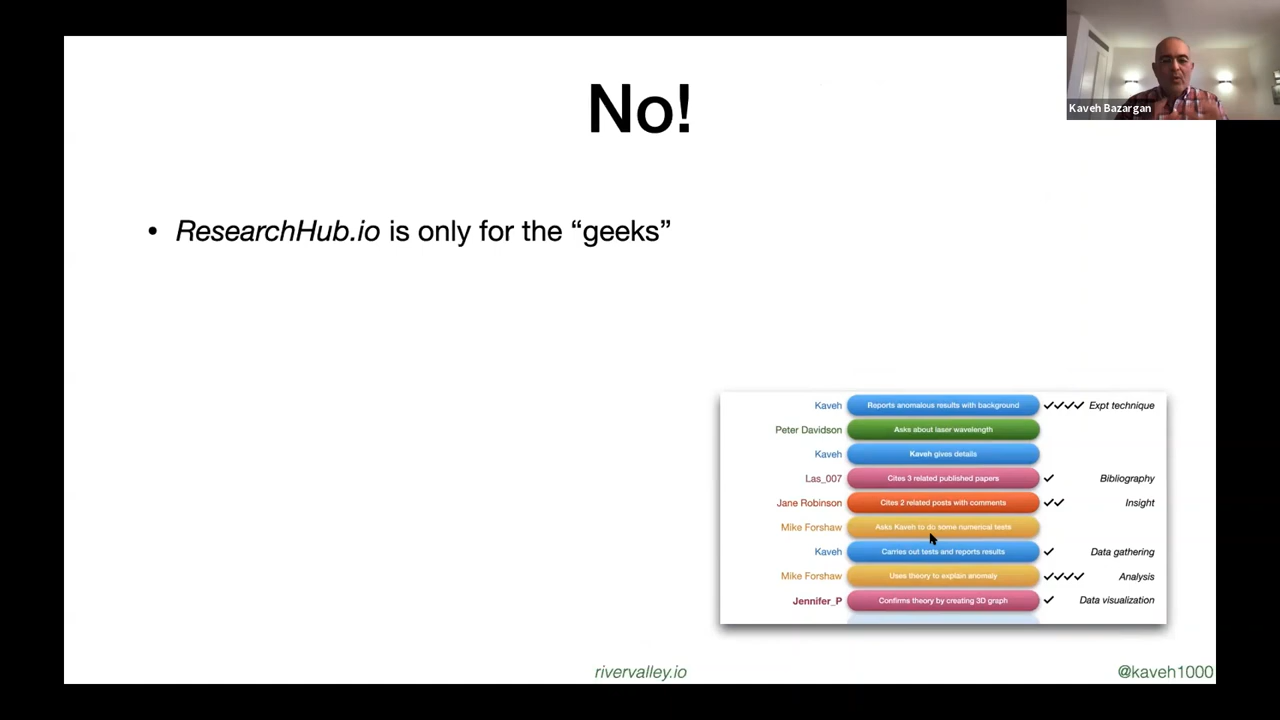 No!
Kaveh Bazargan
• ResearchHub.io is only for the “geeks”
Kaveh Reports anomalous results with background ✓✓✓✓ Expt technique
Peter Davidson Asks about laser wavelength
Kaveh Kaveh gives details
Las_007 Cites 3 related published papers ✓ Bibliography
Jane Robinson Cites 2 related posts with comments ✓✓ Insight
Mike Forshaw Asks Kaveh to do some numerical tests
Kaveh Carries out tests and reports results ✓ Data gathering
Mike Forshaw Uses theory to explain anomaly ✓✓✓✓ Analysis
Jennifer_P Confirms theory by creating 3D graph ✓ Data visualization
rivervalley.io @kaveh1000